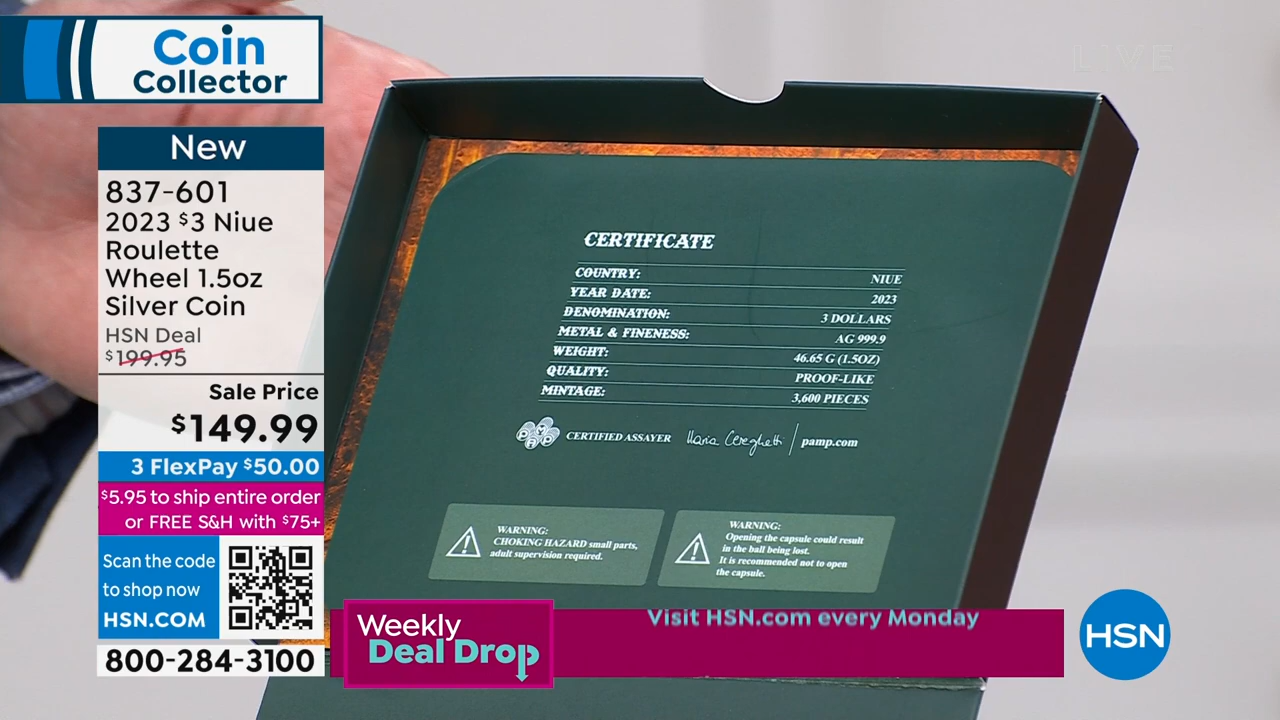 Coin
Collector
New
837-601
2023 $3 Niue
Roulette
Wheel 1.5oz
Silver Coin
HSN Deal
$199.95
Sale Price
$149.99
3 FlexPay $50.00
$5.95 to ship entire order
or FREE S&H with $75+
Scan the code
to shop now
HSN.COM
800-284-3100
LIVE
CERTIFICATE
COUNTRY: NIUE
YEAR DATE: 2023
DENOMINATION: 3 DOLLARS
METAL & FINENESS: AG 999.9
WEIGHT: 46.65 G (1.5OZ)
QUALITY: PROOF-LIKE
MINTAGE: 3,600 PIECES
PAMP CERTIFIED ASSAYER pamp.com
WARNING:
CHOKING HAZARD small parts,
adult supervision required.
WARNING:
Opening the capsule could result
in the ball being lost.
It is recommended not to open
the capsule.
Weekly
Deal Drop
Visit HSN.com every Monday
HSN